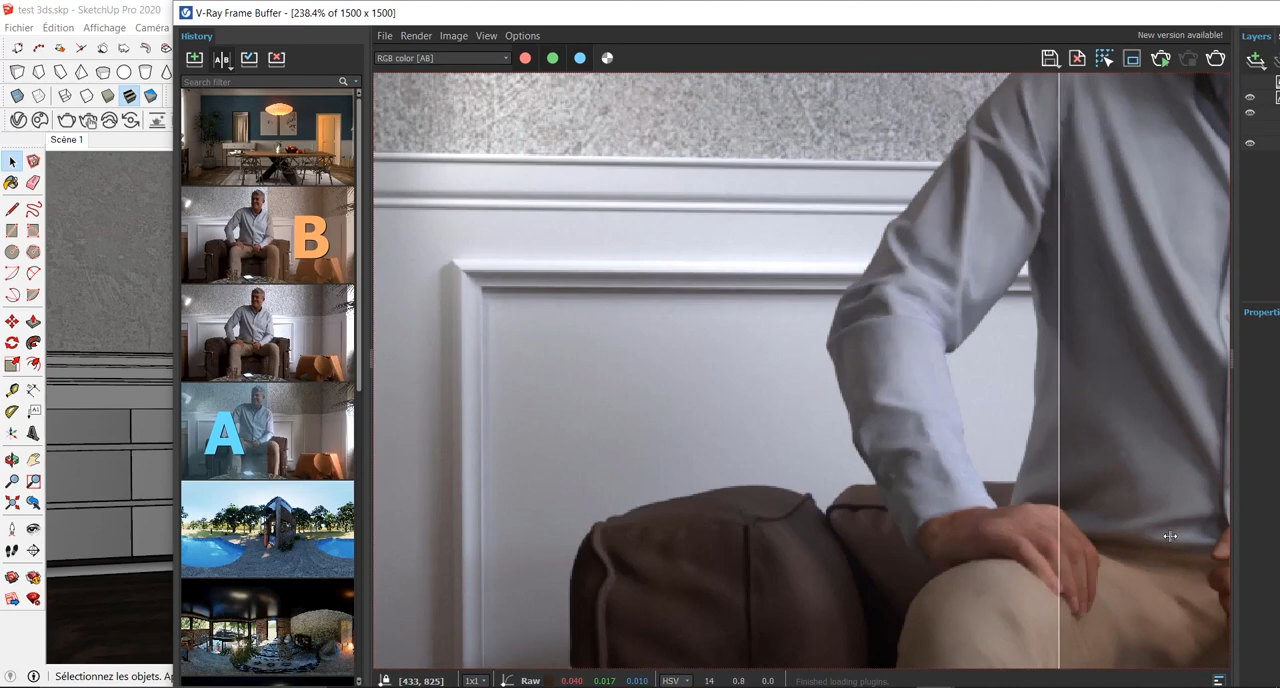 test 3ds.skp - SketchUp Pro 2020
V-Ray Frame Buffer - [238.4% of 1500 x 1500]
Fichier Édition Affichage Caméra
History
File Render Image View Options
New version available!
Layers
A B
RGB color [AB]
Search filter
Scène 1
B
A
Properti
Sélectionnez les objets.
[433, 825]
1x1
Raw
0.040 0.017 0.010
HSV
14 0.8 0.0
Finished loading plugins.